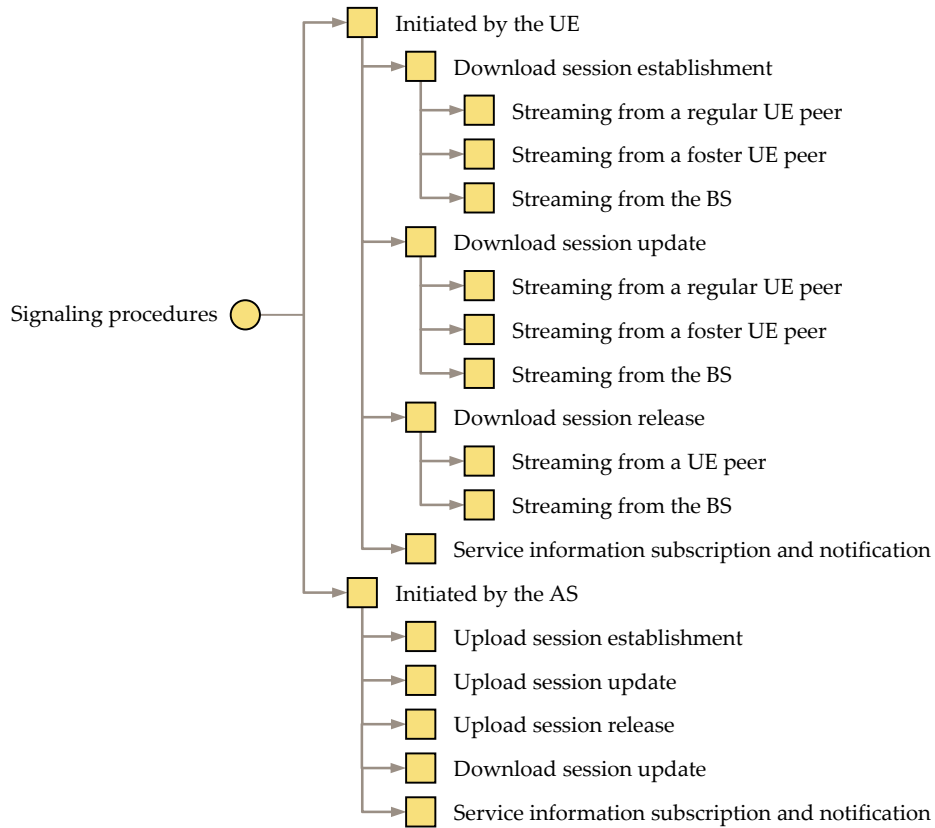 Initiated by the UE
Download session establishment
Streaming from a regular UE peer
Streaming from a foster UE peer
Streaming from the BS
Download session update
Streaming from a regular UE peer
Signaling procedures
Streaming from a foster UE peer
Streaming from the BS
Download session release
Streaming from a UE peer
Streaming from the BS
Service information subscription and notification
Initiated by the AS
Upload session establishment
Upload session update
Upload session release
Download session update
Service information subscription and notification